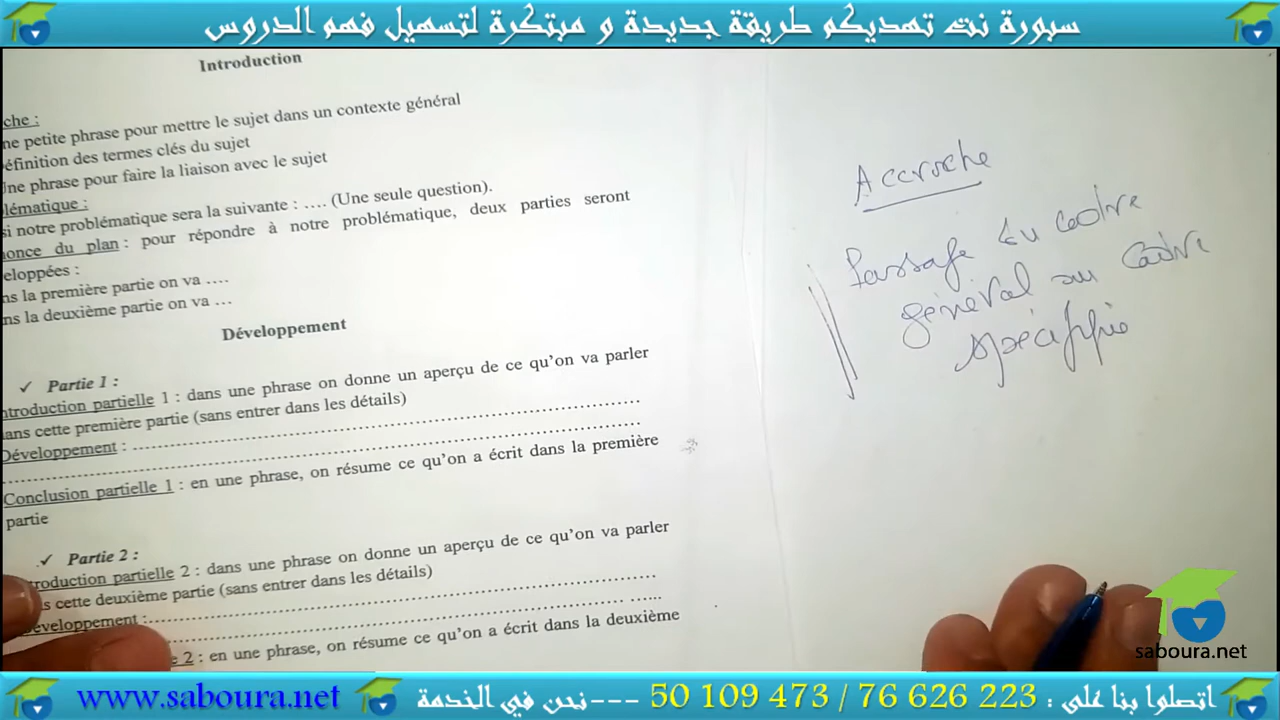 سبورة نت تهديكم طريقة جديدة و مبتكرة لتسهيل فهم الدروس
Introduction
che :
ne petite phrase pour mettre le sujet dans un contexte général
éfinition des termes clés du sujet
Une phrase pour faire la liaison avec le sujet
lématique :
si notre problématique sera la suivante : …. (Une seule question).
nonce du plan : pour répondre à notre problématique, deux parties seront
eloppées :
ns la première partie on va ….
ns la deuxième partie on va …
Développement
✓ Partie 1 :
ntroduction partielle 1 : dans une phrase on donne un aperçu de ce qu’on va parler
ans cette première partie (sans entrer dans les détails)
Développement : ………………………………………………………
………………………………………………………………………
Conclusion partielle 1 : en une phrase, on résume ce qu’on a écrit dans la première
partie
✓ Partie 2 :
troduction partielle 2 : dans une phrase on donne un aperçu de ce qu’on va parler
s cette deuxième partie (sans entrer dans les détails)
éveloppement :………………………………………………………
……………………………………………………… …...
e 2 : en une phrase, on résume ce qu’on a écrit dans la deuxième
Accroche
Passage du cadre
général au cadre
spécifique
saboura.net
www.saboura.net
اتصلوا بنا على : 223 626 76 / 473 109 50 ---نحن في الخدمة